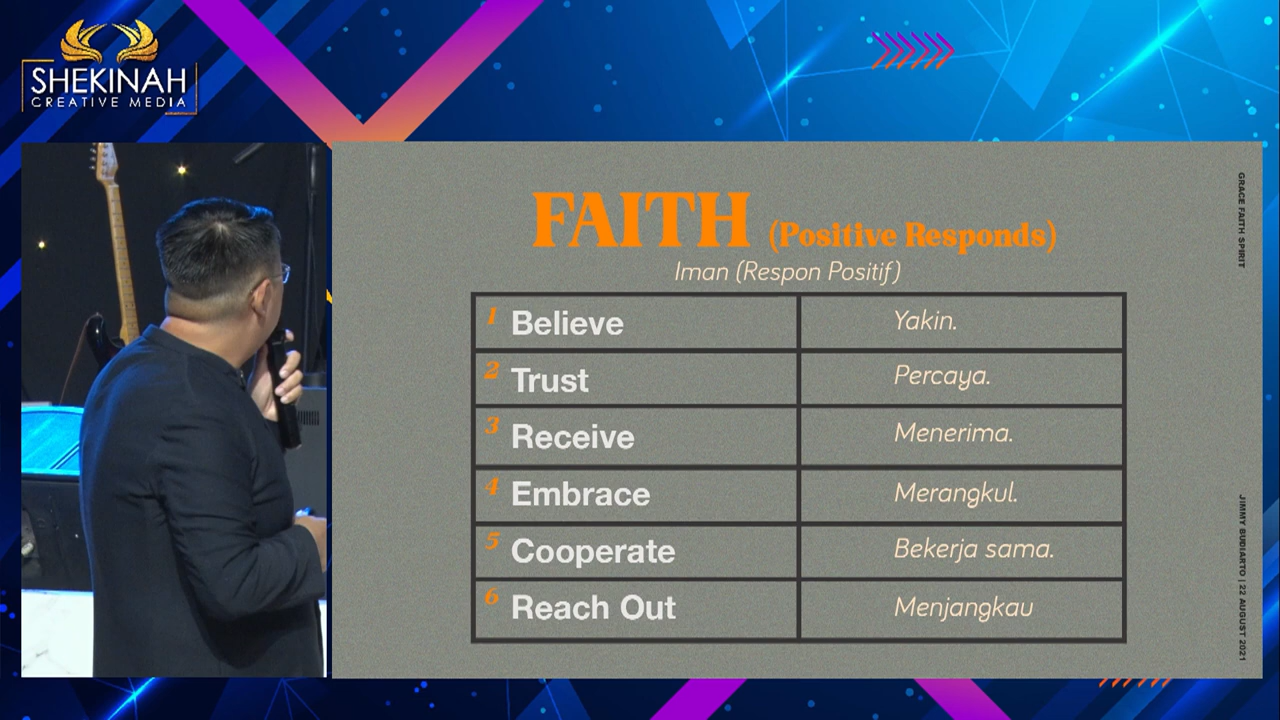 SHEKINAH
CREATIVE MEDIA
GRACE FAITH SPIRIT
FAITH (Positive Responds)
Iman (Respon Positif)
1 Believe Yakin.
2 Trust Percaya.
3 Receive Menerima.
4 Embrace Merangkul.
5 Cooperate Bekerja sama.
6 Reach Out Menjangkau
JIMMY BUDIARTO | 22 AUGUST 2021